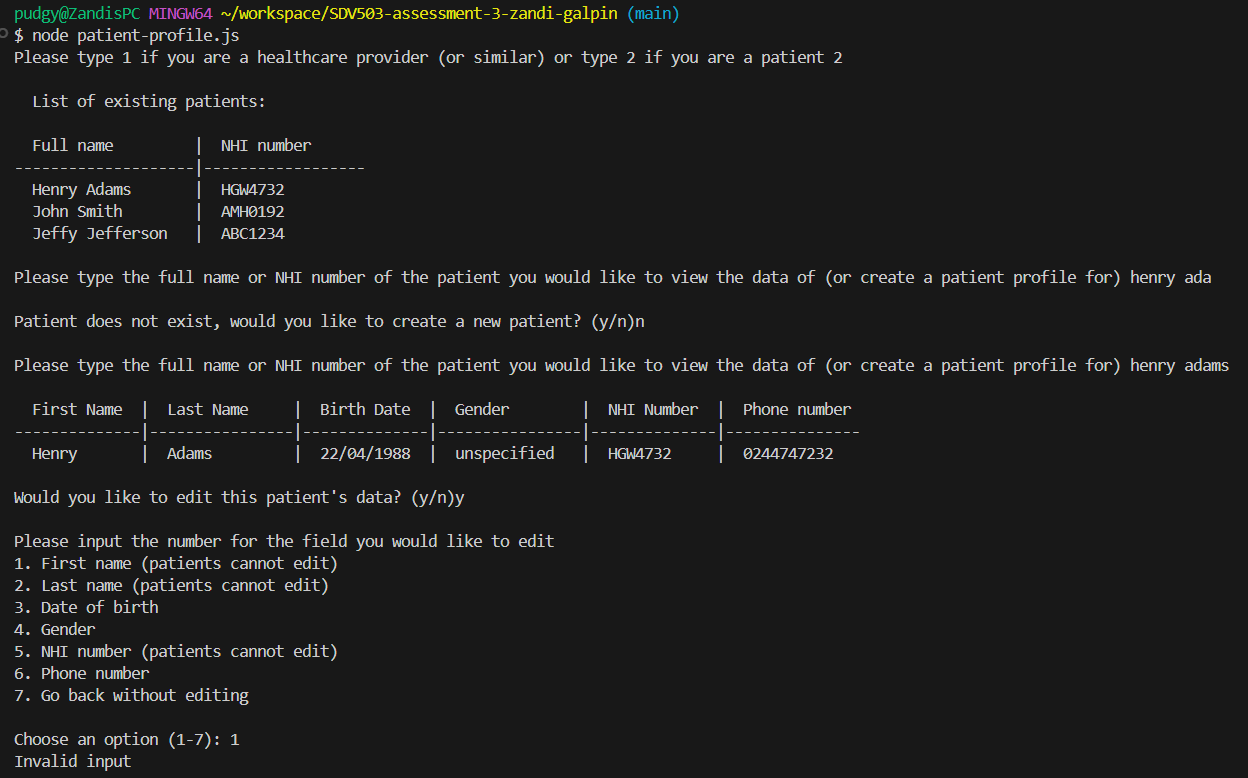 pudgy@ZandisPC MINGW64 ~/workspace/SDV503-assessment-3-zandi-galpin (main)
$ node patient-profile.js
Please type 1 if you are a healthcare provider (or similar) or type 2 if you are a patient 2

  List of existing patients:

  Full name         |  NHI number
--------------------|------------------
  Henry Adams       |  HGW4732
  John Smith        |  AMH0192
  Jeffy Jefferson   |  ABC1234

Please type the full name or NHI number of the patient you would like to view the data of (or create a patient profile for) henry ada

Patient does not exist, would you like to create a new patient? (y/n)n

Please type the full name or NHI number of the patient you would like to view the data of (or create a patient profile for) henry adams

  First Name  |  Last Name     |  Birth Date  |  Gender        |  NHI Number  |  Phone number
--------------|----------------|--------------|----------------|--------------|---------------
  Henry       |  Adams         |  22/04/1988  |  unspecified   |  HGW4732     |  0244747232

Would you like to edit this patient's data? (y/n)y

Please input the number for the field you would like to edit
1. First name (patients cannot edit)
2. Last name (patients cannot edit)
3. Date of birth
4. Gender
5. NHI number (patients cannot edit)
6. Phone number
7. Go back without editing

Choose an option (1-7): 1
Invalid input